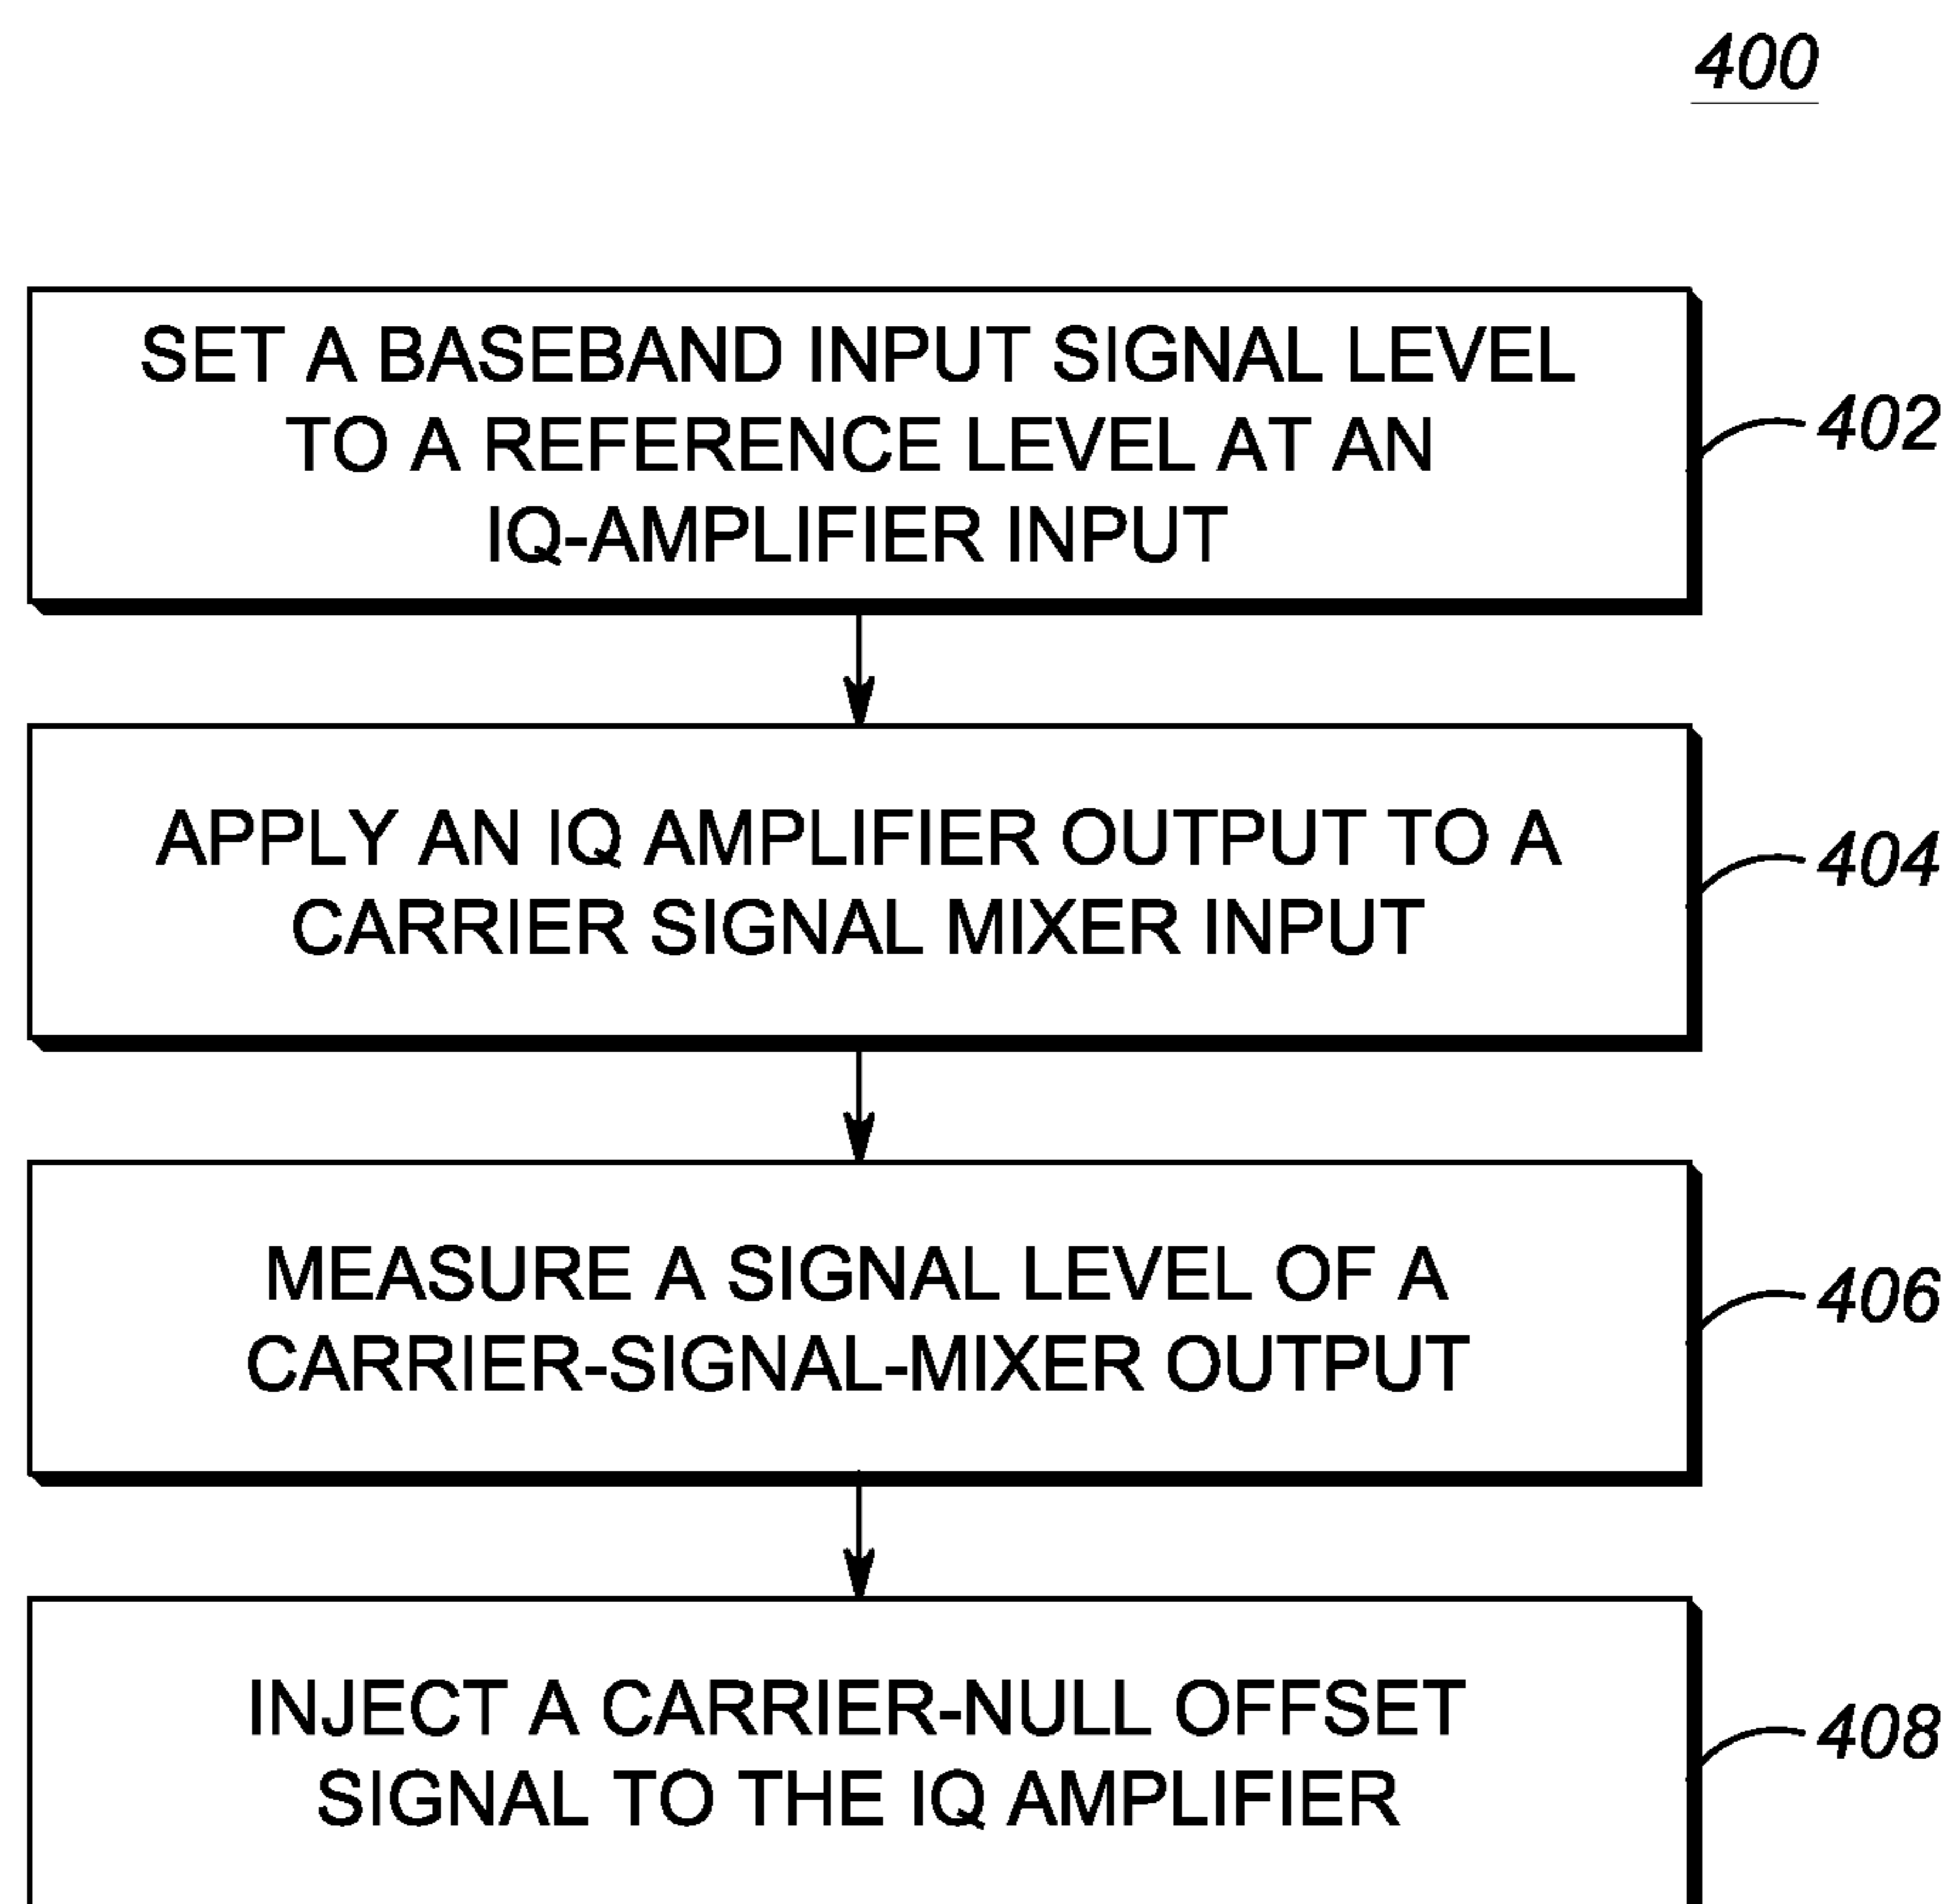 400
SET A BASEBAND INPUT SIGNAL LEVEL
TO A REFERENCE LEVEL AT AN
IQ-AMPLIFIER INPUT
402
APPLY AN IQ AMPLIFIER OUTPUT TO A
CARRIER SIGNAL MIXER INPUT
404
MEASURE A SIGNAL LEVEL OF A
CARRIER-SIGNAL-MIXER OUTPUT
406
INJECT A CARRIER-NULL OFFSET
SIGNAL TO THE IQ AMPLIFIER
408